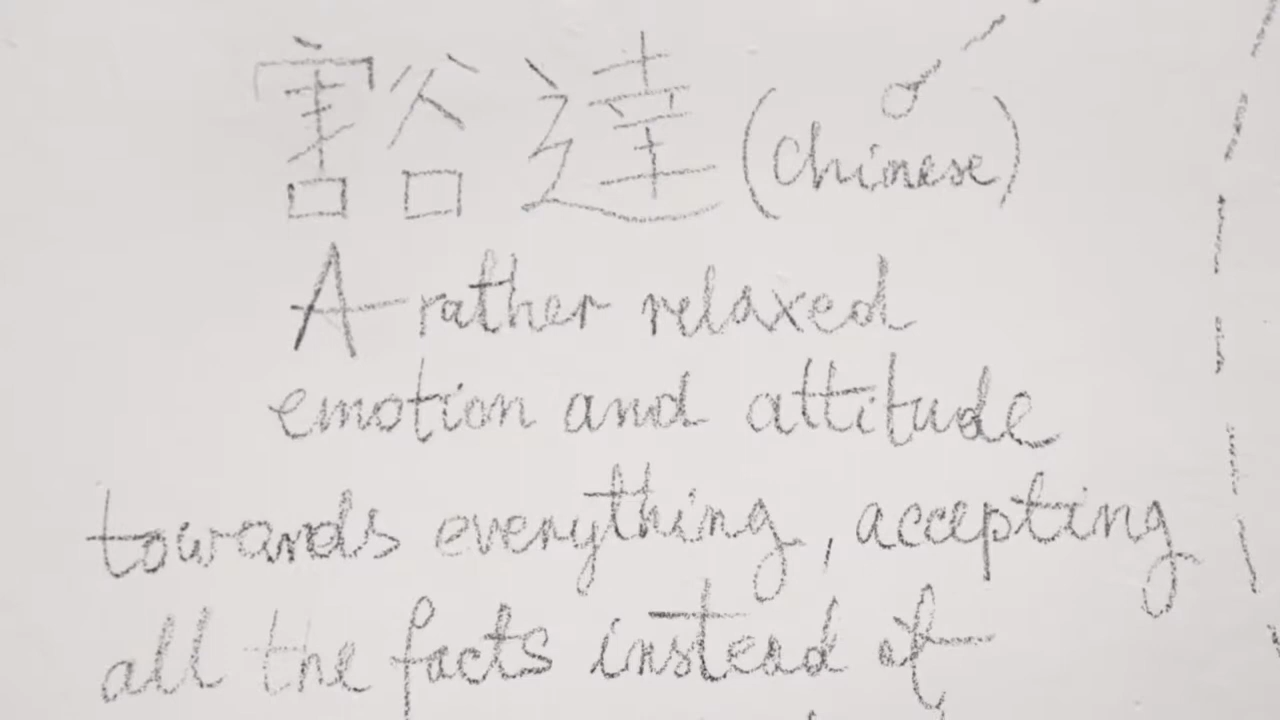 豁達 (Chinese)
A rather relaxed
emotion and attitude
towards everything, accepting
all the facts instead of